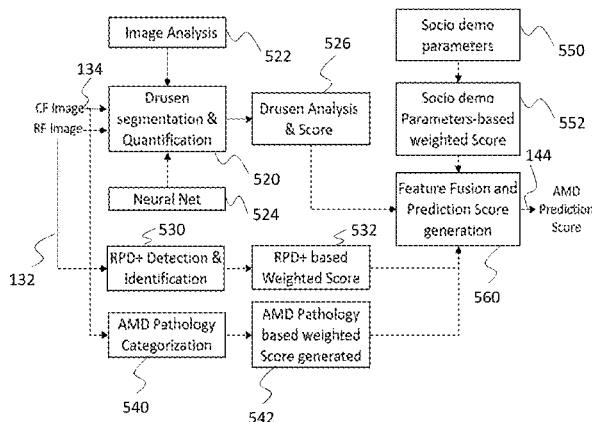 Image Analysis
522
526
Socio demo
parameters
550
134
CF Image
RF Image
Drusen
segmentation &
Quantification
520
Drusen Analysis
& Score
Socio demo
Parameters-based
weighted Score
552
144
Neural Net
524
Feature Fusion and
Prediction Score
generation
AMD
Prediction
Score
560
132
530
RPD+ Detection &
Identification
532
RPD+ based
Weighted Score
AMD Pathology
Categorization
540
AMD Pathology
based weighted
Score generated
542